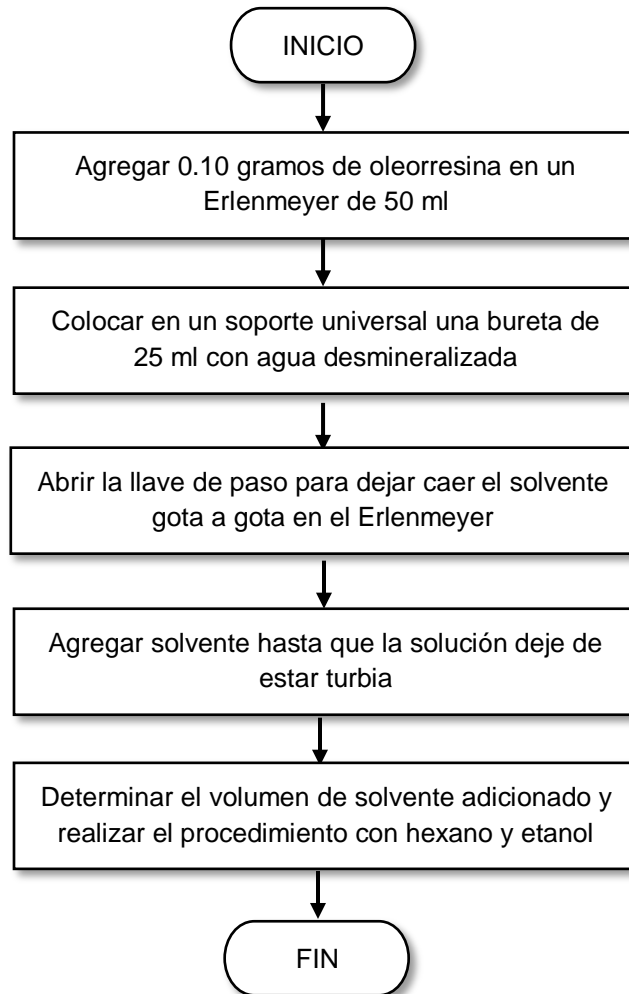 INICIO
Agregar 0.10 gramos de oleorresina en un
Erlenmeyer de 50 ml
Colocar en un soporte universal una bureta de
25 ml con agua desmineralizada
Abrir la llave de paso para dejar caer el solvente
gota a gota en el Erlenmeyer
Agregar solvente hasta que la solución deje de
estar turbia
Determinar el volumen de solvente adicionado y
realizar el procedimiento con hexano y etanol
FIN